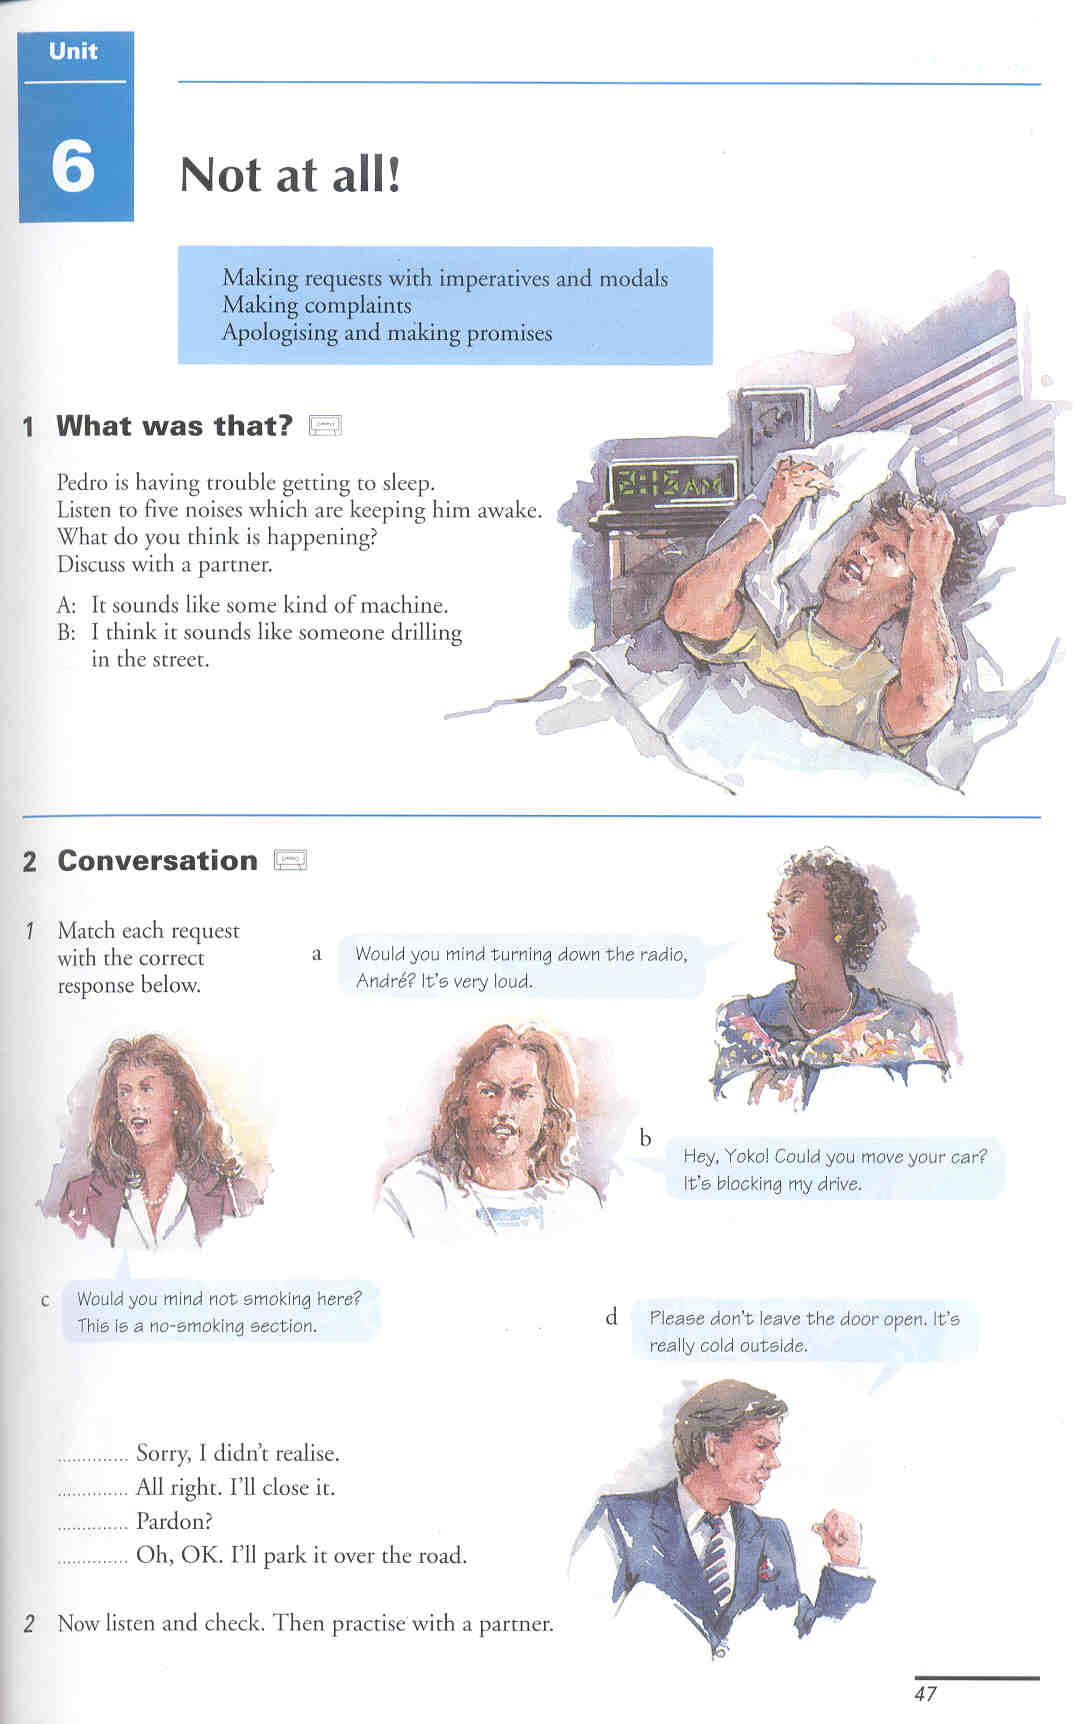 Unit
6
Not at all!
Making requests with imperatives and modals
Making complaints
Apologising and making promises
1 What was that?
Pedro is having trouble getting to sleep.
Listen to five noises which are keeping him awake.
What do you think is happening?
Discuss with a partner.
A: It sounds like some kind of machine.
B: I think it sounds like someone drilling
in the street.
2:15 AM
2 Conversation
1 Match each request
with the correct
response below.
a Would you mind turning down the radio,
André? It's very loud.
b Hey, Yoko! Could you move your car?
It's blocking my drive.
c Would you mind not smoking here?
This is a no-smoking section.
d Please don't leave the door open. It's
really cold outside.
.............. Sorry, I didn't realise.
.............. All right. I'll close it.
.............. Pardon?
.............. Oh, OK. I'll park it over the road.
2 Now listen and check. Then practise with a partner.
47